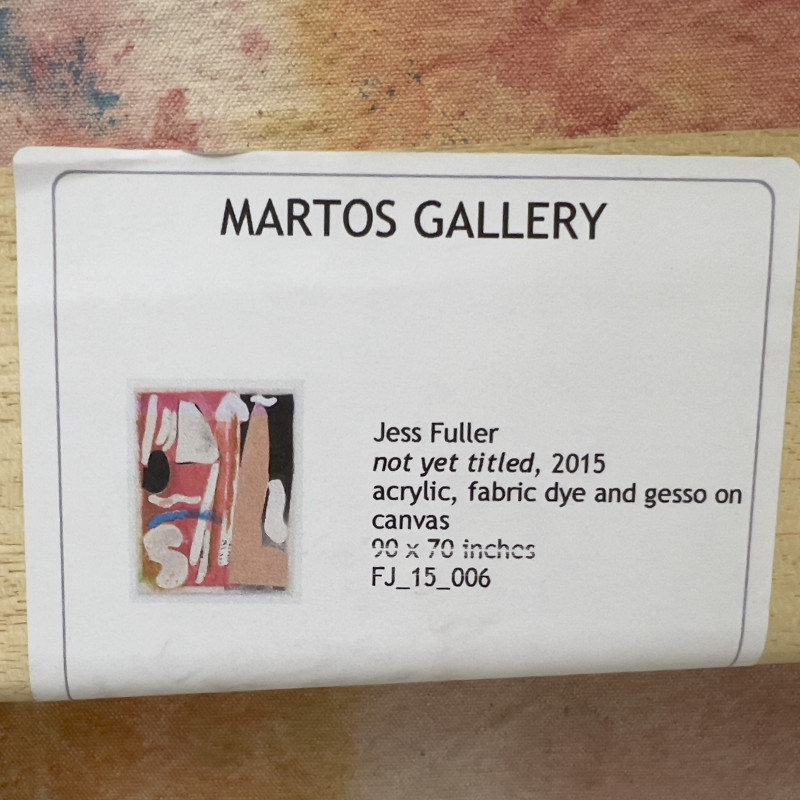 MARTOS GALLERY
Jess Fuller
not yet titled, 2015
acrylic, fabric dye and gesso on
canvas
90 x 70 inches
FJ_15_006